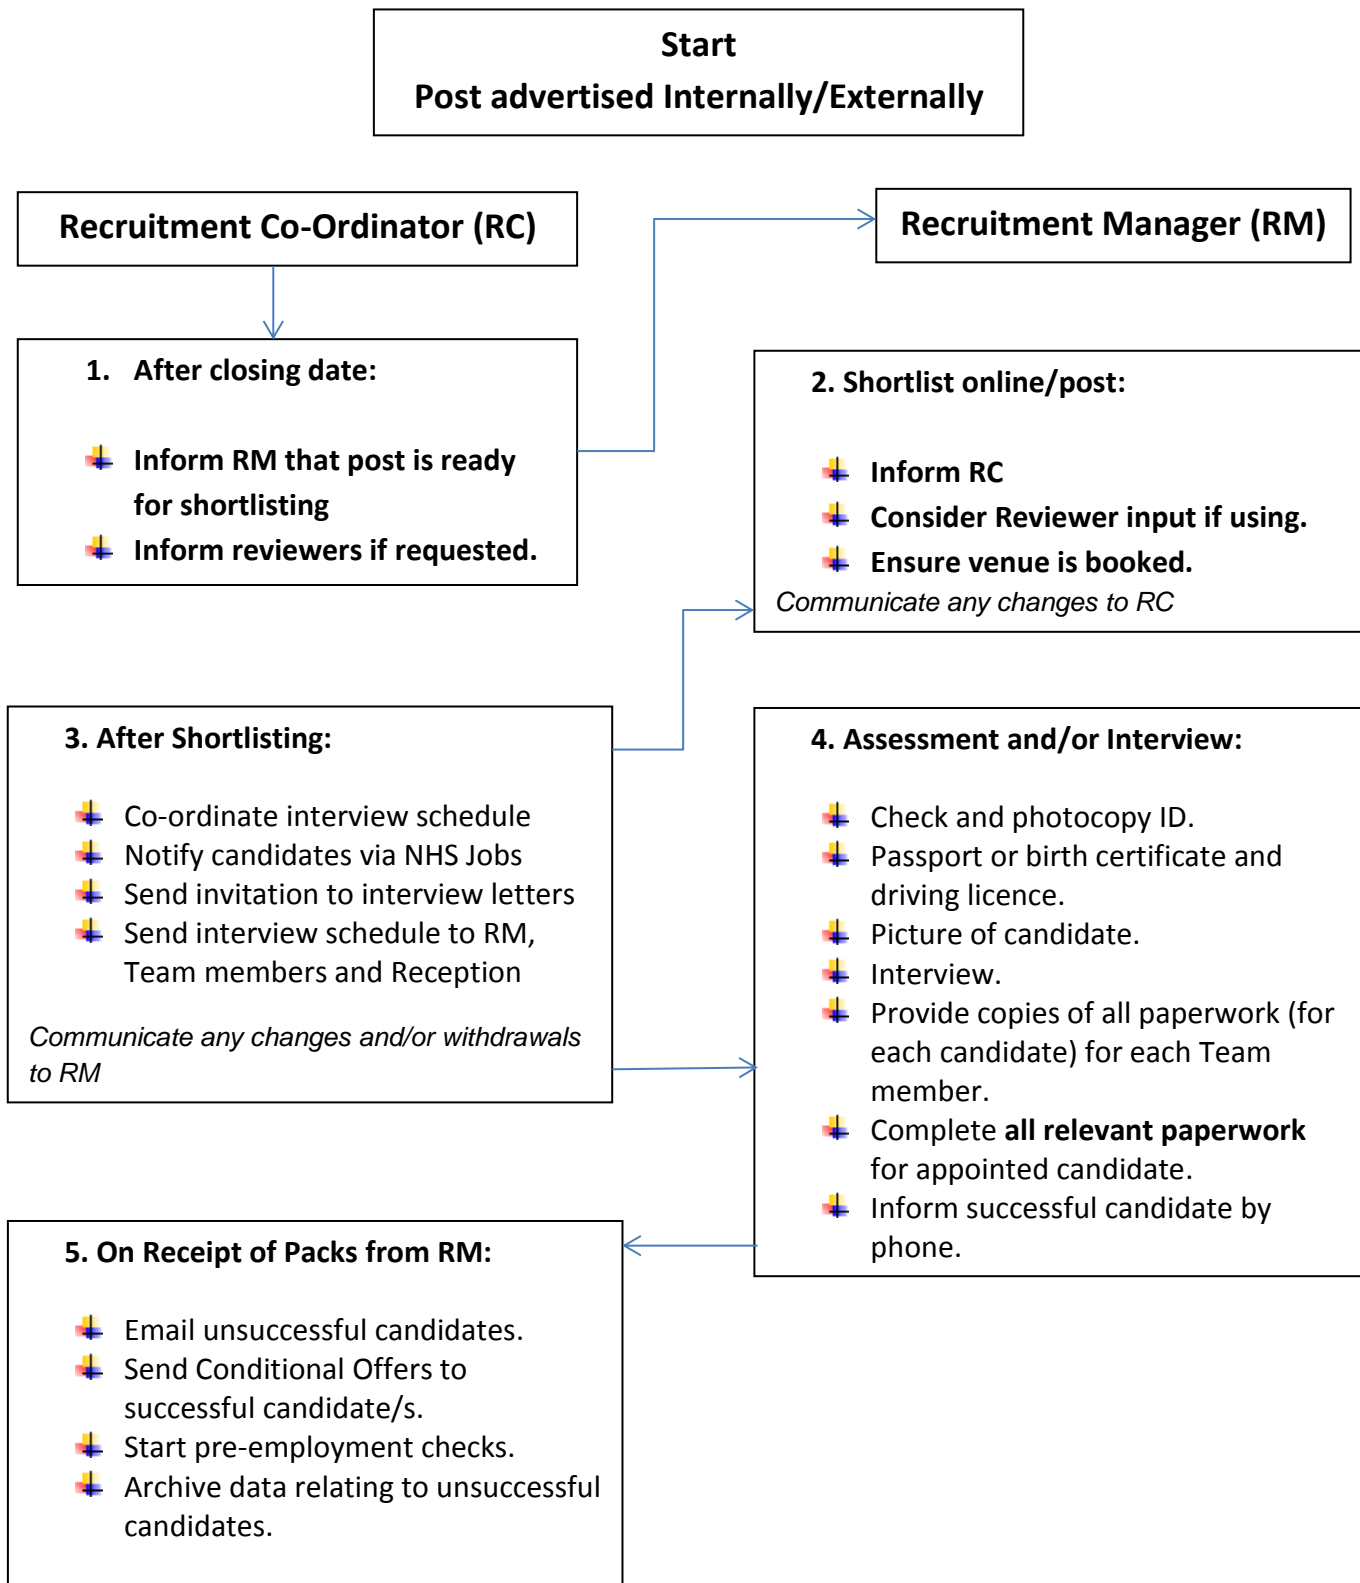 Start
Post advertised Internally/Externally
Recruitment Co-Ordinator (RC)
Recruitment Manager (RM)
1. After closing date:
Inform RM that post is ready
for shortlisting
Inform reviewers if requested.
2. Shortlist online/post:
Inform RC
Consider Reviewer input if using.
Ensure venue is booked.
Communicate any changes to RC
3. After Shortlisting:
Co-ordinate interview schedule
Notify candidates via NHS Jobs
Send invitation to interview letters
Send interview schedule to RM,
Team members and Reception
Communicate any changes and/or withdrawals
to RM
4. Assessment and/or Interview:
Check and photocopy ID.
Passport or birth certificate and
driving licence.
Picture of candidate.
Interview.
Provide copies of all paperwork (for
each candidate) for each Team
member.
Complete all relevant paperwork
for appointed candidate.
Inform successful candidate by
phone.
5. On Receipt of Packs from RM:
Email unsuccessful candidates.
Send Conditional Offers to
successful candidate/s.
Start pre-employment checks.
Archive data relating to unsuccessful
candidates.